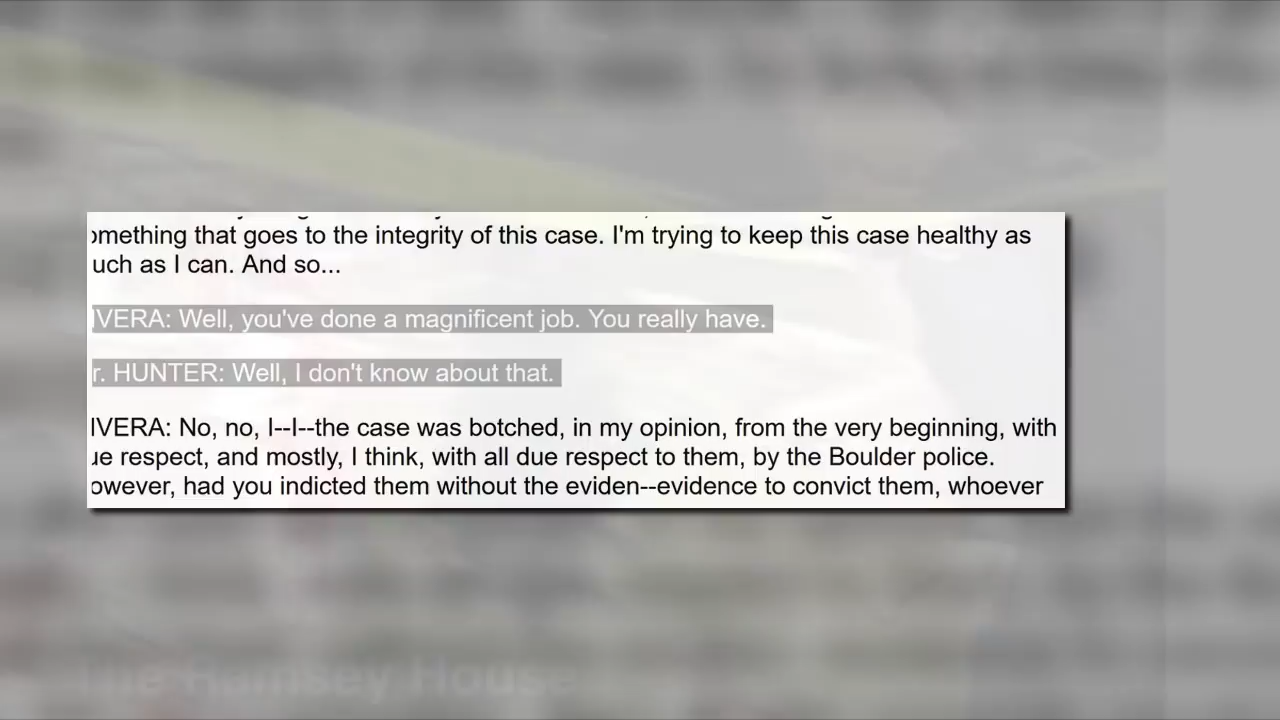 omething that goes to the integrity of this case. I'm trying to keep this case healthy as
uch as I can. And so...
IVERA: Well, you've done a magnificent job. You really have.
r. HUNTER: Well, I don't know about that.
IVERA: No, no, I--I--the case was botched, in my opinion, from the very beginning, with
ue respect, and mostly, I think, with all due respect to them, by the Boulder police.
owever, had you indicted them without the eviden--evidence to convict them, whoever
The Ramsey House